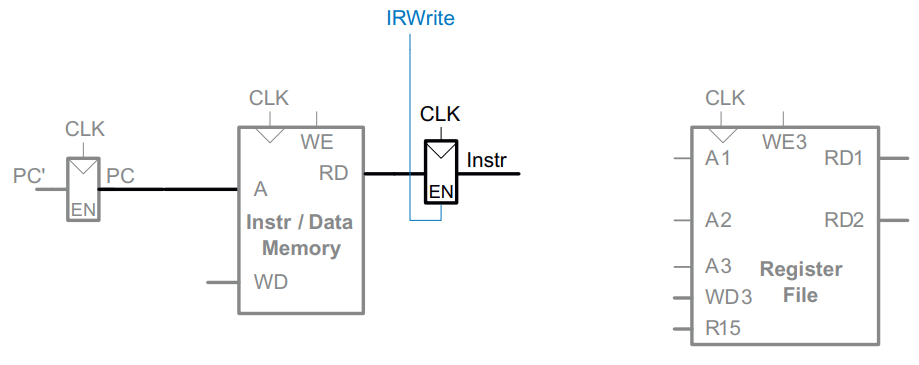 IRWrite
CLK
CLK
CLK
CLK
PC'
PC
EN
WE
RD
A
Instr / Data
Memory
WD
EN
Instr
WE3
A1
RD1
A2
RD2
A3
Register
File
WD3
R15